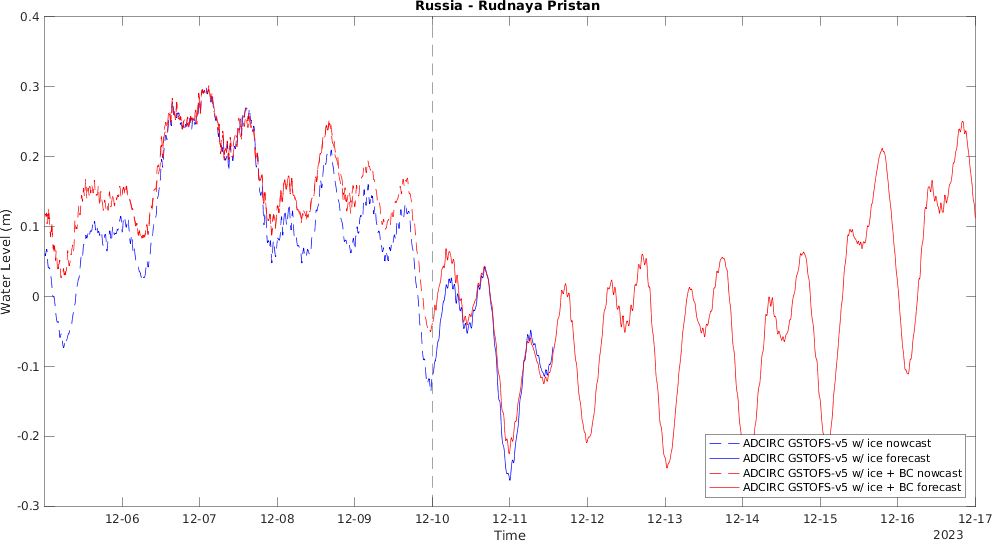 Russia - Rudnaya Pristan
0.4
0.3
0.2
0.1
0
-0.1
-0.2
-0.3
Water Level (m)
ADCIRC GSTOFS-v5 w/ ice nowcast
ADCIRC GSTOFS-v5 w/ ice forecast
ADCIRC GSTOFS-v5 w/ ice + BC nowcast
ADCIRC GSTOFS-v5 w/ ice + BC forecast
12-06 12-07 12-08 12-09 12-10 12-11 12-12 12-13 12-14 12-15 12-16 12-17
Time
2023